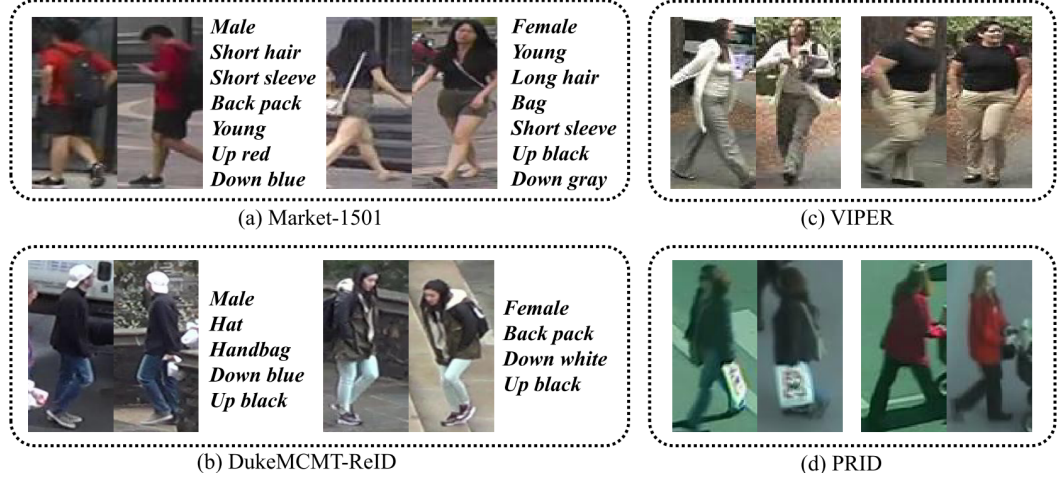 Male
Short hair
Short sleeve
Back pack
Young
Up red
Down blue
Female
Young
Long hair
Bag
Short sleeve
Up black
Down gray
(a) Market-1501
(c) VIPER
Male
Hat
Handbag
Down blue
Up black
Female
Back pack
Down white
Up black
(b) DukeMCMT-ReID
(d) PRID